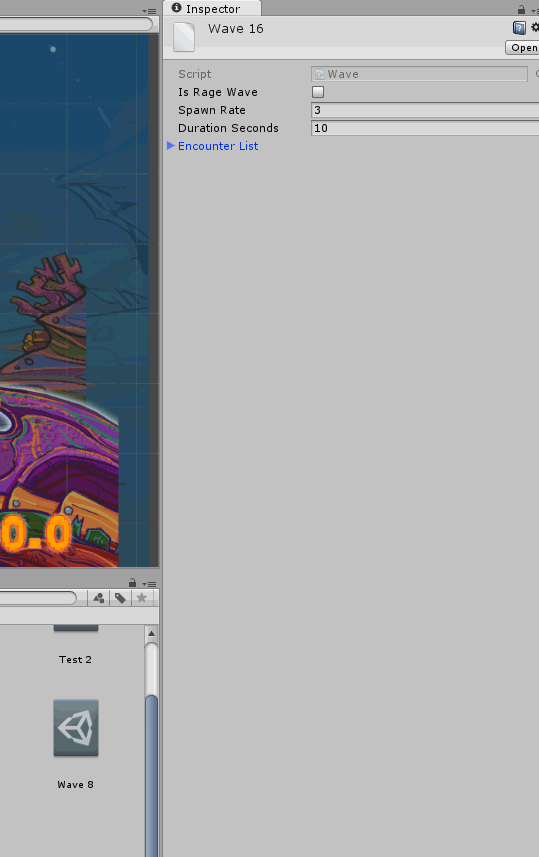 Inspector
Wave 16
Open
Script
Wave
Is Rage Wave
Spawn Rate
3
Duration Seconds
10
Encounter List
0.0
Test 2
Wave 8